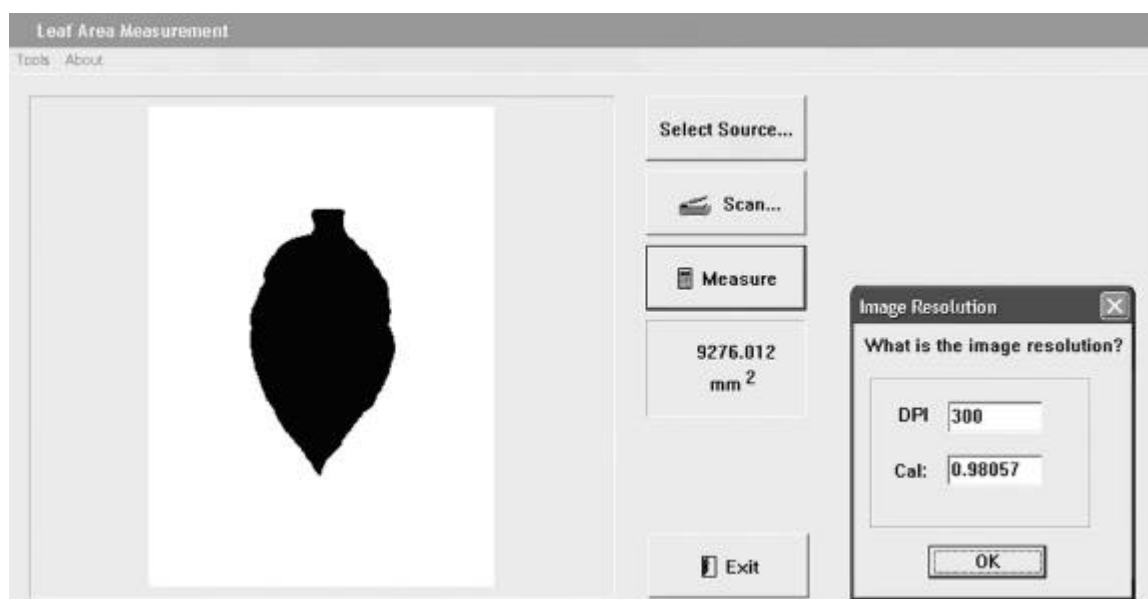 Leaf Area Measurement
Tools About
Select Source...
Scan...
Measure
9276.012
mm 2
Exit
Image Resolution
What is the image resolution?
DPI 300
Cal: 0.98057
OK